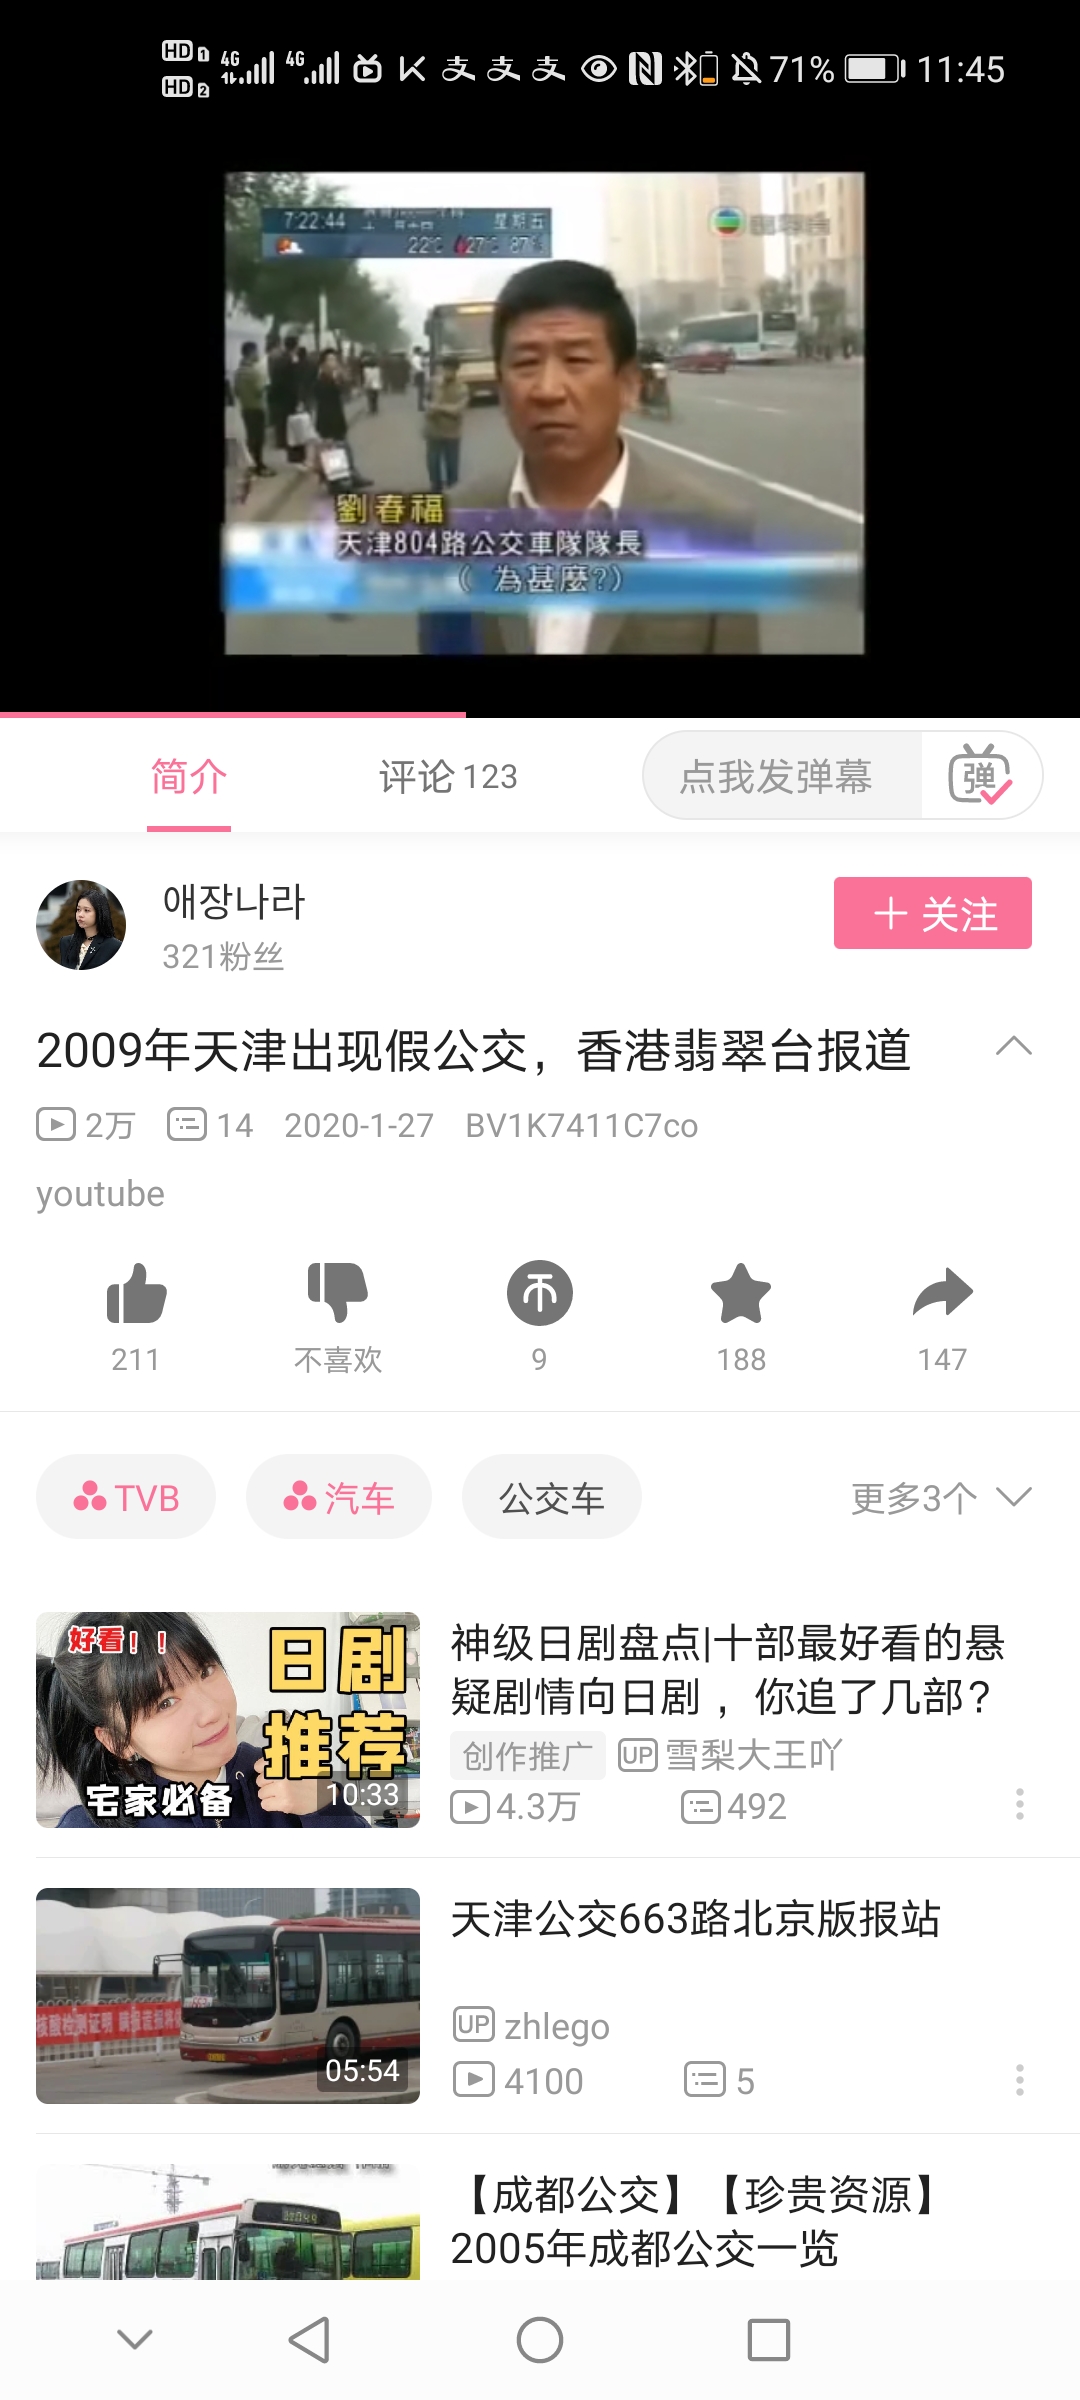 HD 1 4G 4G 71% 11:45
HD 2
7:22:44 星期五
22℃ 27℃ 87%
劉春福
天津804路公交車隊隊長
( 為甚麼?)
简介 评论 123 点我发弹幕 弹
애장나라
321粉丝
+ 关注
2009年天津出现假公交，香港翡翠台报道
2万 14 2020-1-27 BV1K7411C7co
youtube
211 不喜欢 9 188 147
TVB 汽车 公交车 更多3个
好看！！
日剧
推荐
宅家必备
10:33
神级日剧盘点|十部最好看的悬
疑剧情向日剧 ，你追了几部？
创作推广 UP 雪梨大王吖
4.3万 492
05:54
天津公交663路北京版报站
UP zhlego
4100 5
【成都公交】【珍贵资源】
2005年成都公交一览